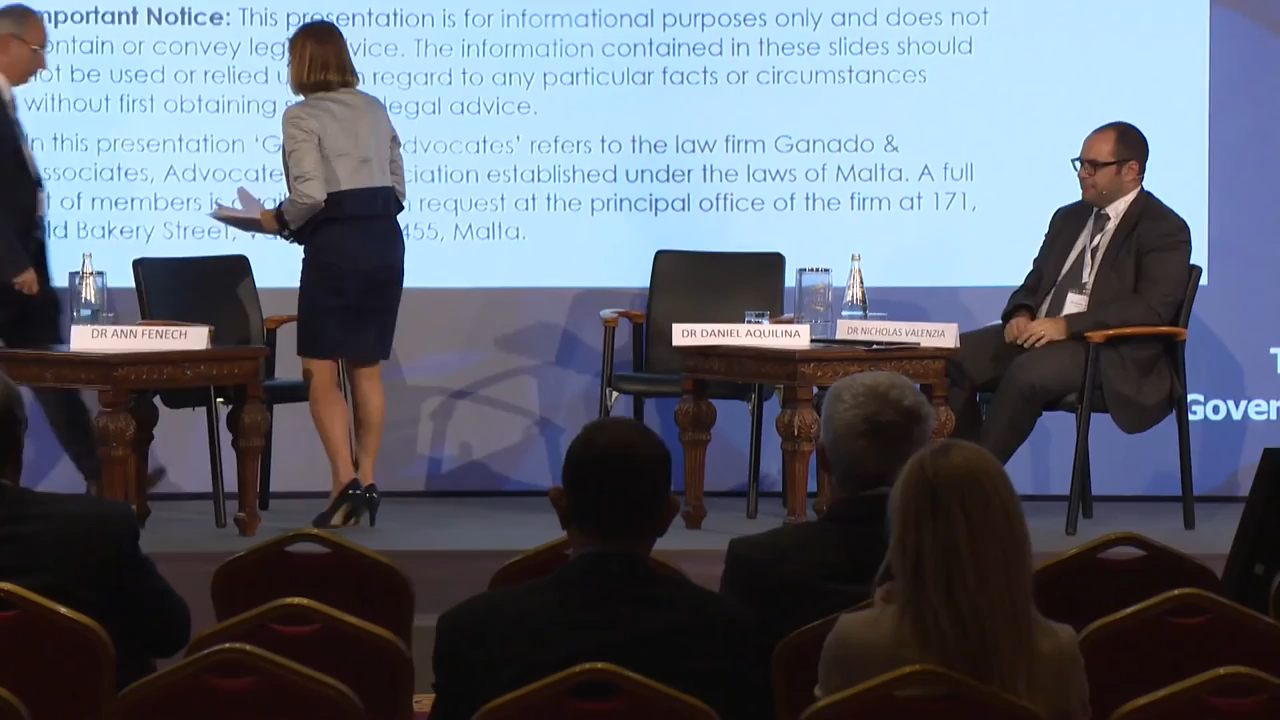 mportant Notice: This presentation is for informational purposes only and does not
ontain or convey leg vice. The information contained in these slides should
ot be used or relied u n regard to any particular facts or circumstances
without first obtaining s legal advice.
In this presentation ‘G dvocates’ refers to the law firm Ganado &
ssociates, Advocate ciation established under the laws of Malta. A full
t of members is request at the principal office of the firm at 171,
ld Bakery Street, 455, Malta.
DR ANN FENECH
DR DANIEL AQUILINA
DR NICHOLAS VALENZIA
T
Gover